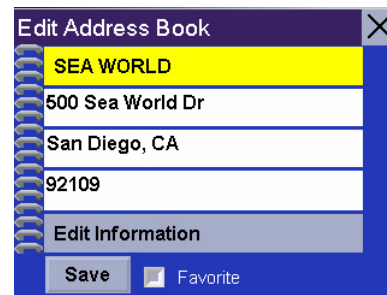 Edit Address Book
SEA WORLD
500 Sea World Dr
San Diego, CA
92109
Edit Information
Save Favorite